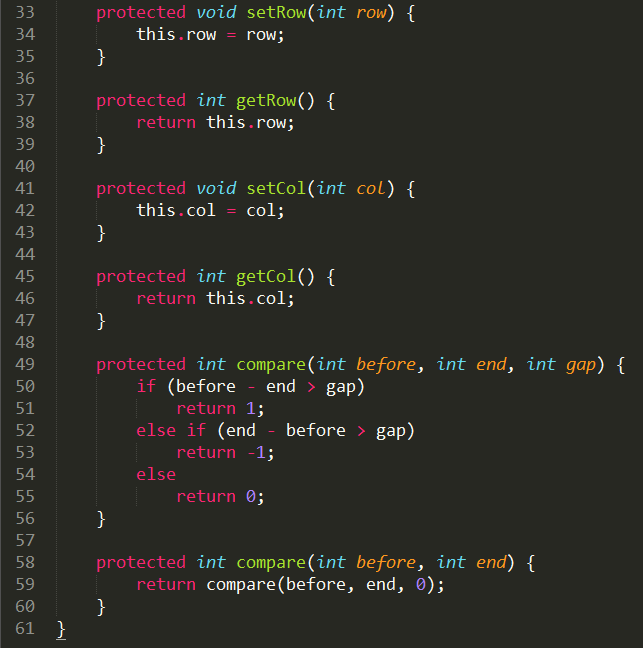 33     protected void setRow(int row) {
34         this.row = row;
35     }
36
37     protected int getRow() {
38         return this.row;
39     }
40
41     protected void setCol(int col) {
42         this.col = col;
43     }
44
45     protected int getCol() {
46         return this.col;
47     }
48
49     protected int compare(int before, int end, int gap) {
50         if (before - end > gap)
51             return 1;
52         else if (end - before > gap)
53             return -1;
54         else
55             return 0;
56     }
57
58     protected int compare(int before, int end) {
59         return compare(before, end, 0);
60     }
61 }